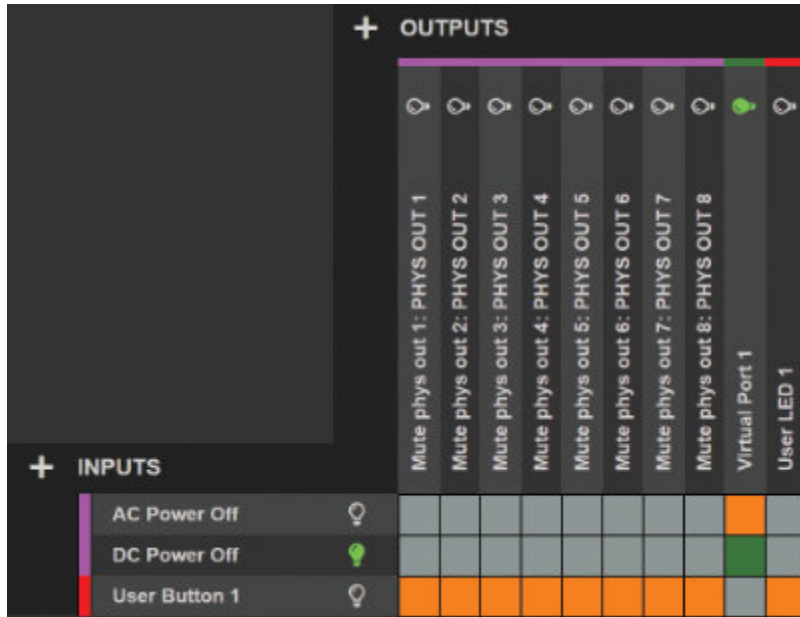 + OUTPUTS
Mute phys out 1: PHYS OUT 1
Mute phys out 2: PHYS OUT 2
Mute phys out 3: PHYS OUT 3
Mute phys out 4: PHYS OUT 4
Mute phys out 5: PHYS OUT 5
Mute phys out 6: PHYS OUT 6
Mute phys out 7: PHYS OUT 7
Mute phys out 8: PHYS OUT 8
Virtual Port 1
User LED 1
+ INPUTS
AC Power Off
DC Power Off
User Button 1